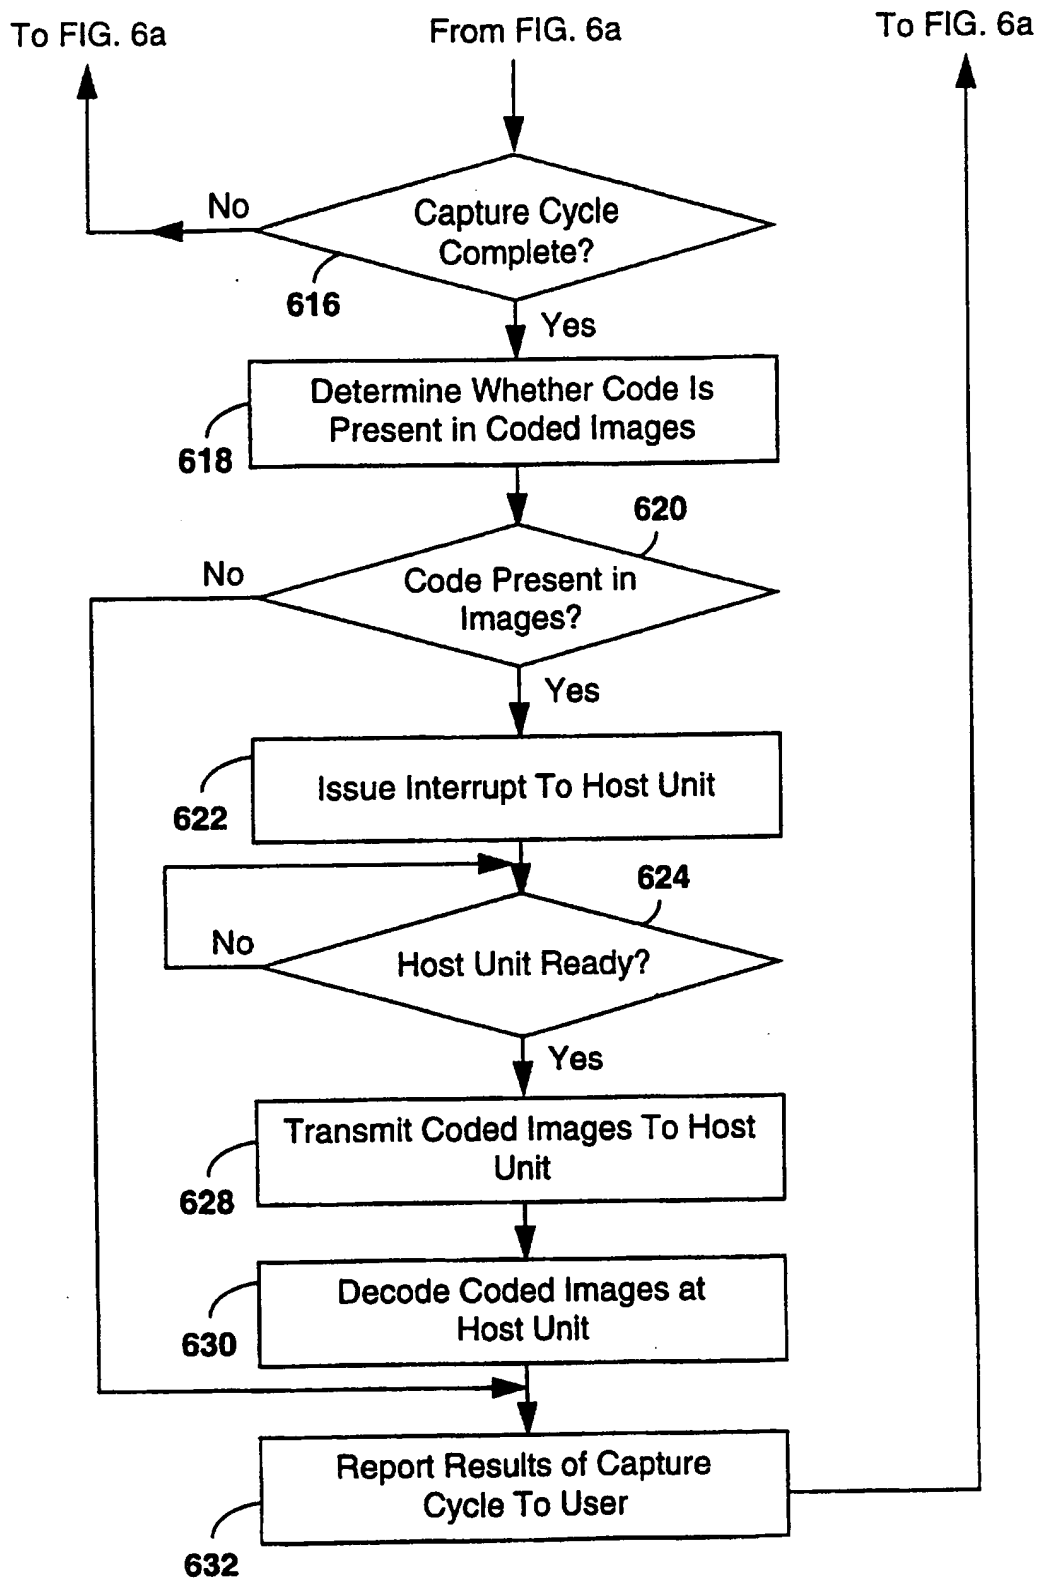 To FIG. 6a
From FIG. 6a
To FIG. 6a
No
Capture Cycle
Complete?
616
Yes
Determine Whether Code Is
Present in Coded Images
618
620
No
Code Present in
Images?
Yes
Issue Interrupt To Host Unit
622
624
No
Host Unit Ready?
Yes
Transmit Coded Images To Host
Unit
628
Decode Coded Images at
Host Unit
630
Report Results of Capture
Cycle To User
632